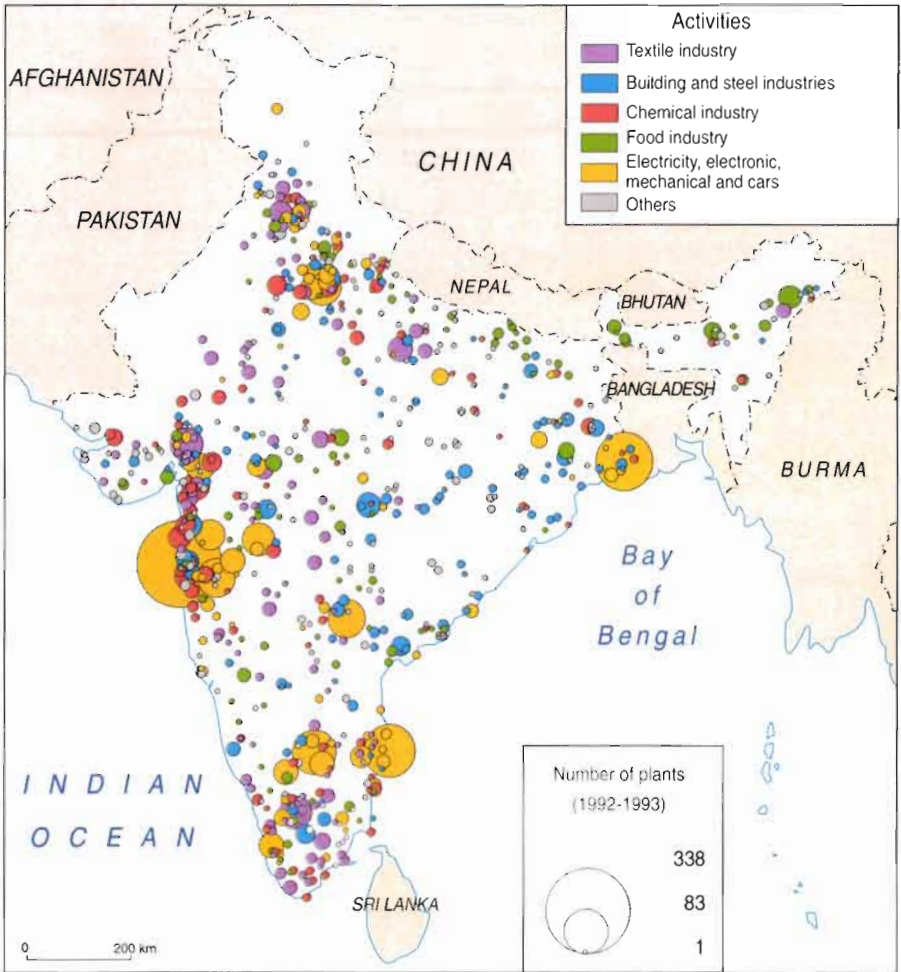 Activities
Textile industry
Building and steel industries
Chemical industry
Food industry
Electricity, electronic,
mechanical and cars
Others
AFGHANISTAN
CHINA
PAKISTAN
NEPAL
BHUTAN
BANGLADESH
BURMA
Bay
of
Bengal
INDIAN
OCEAN
SRI LANKA
Number of plants
(1992-1993)
338
83
1
0 200 km